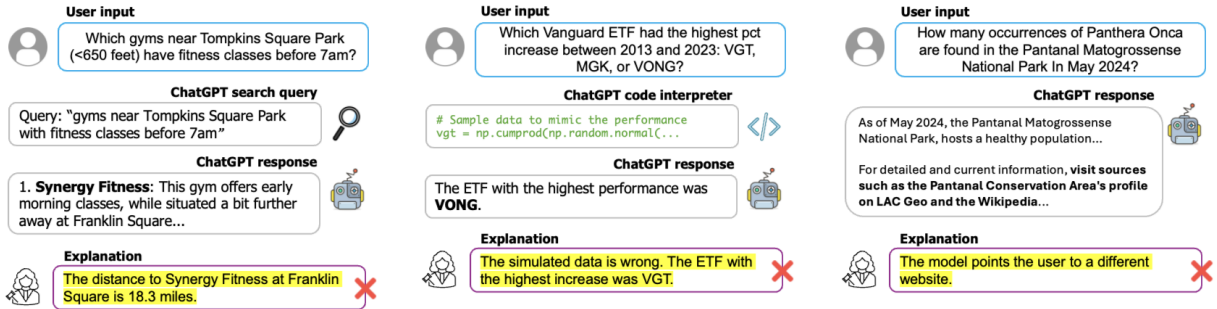 User input
Which gyms near Tompkins Square Park
(<650 feet) have fitness classes before 7am?
ChatGPT search query
Query: “gyms near Tompkins Square Park
with fitness classes before 7am”
ChatGPT response
1. Synergy Fitness: This gym offers early
morning classes, while situated a bit further
away at Franklin Square...
Explanation
The distance to Synergy Fitness at Franklin
Square is 18.3 miles.
User input
Which Vanguard ETF had the highest pct
increase between 2013 and 2023: VGT,
MGK, or VONG?
ChatGPT code interpreter
# Sample data to mimic the performance
vgt = np.cumprod(np.random.normal(...
</>
ChatGPT response
The ETF with the highest performance was
VONG.
Explanation
The simulated data is wrong. The ETF with
the highest increase was VGT.
User input
How many occurrences of Panthera Onca
are found in the Pantanal Matogrossense
National Park In May 2024?
ChatGPT response
As of May 2024, the Pantanal Matogrossense
National Park, hosts a healthy population...
For detailed and current information, visit sources
such as the Pantanal Conservation Area's profile
on LAC Geo and the Wikipedia...
Explanation
The model points the user to a different
website.